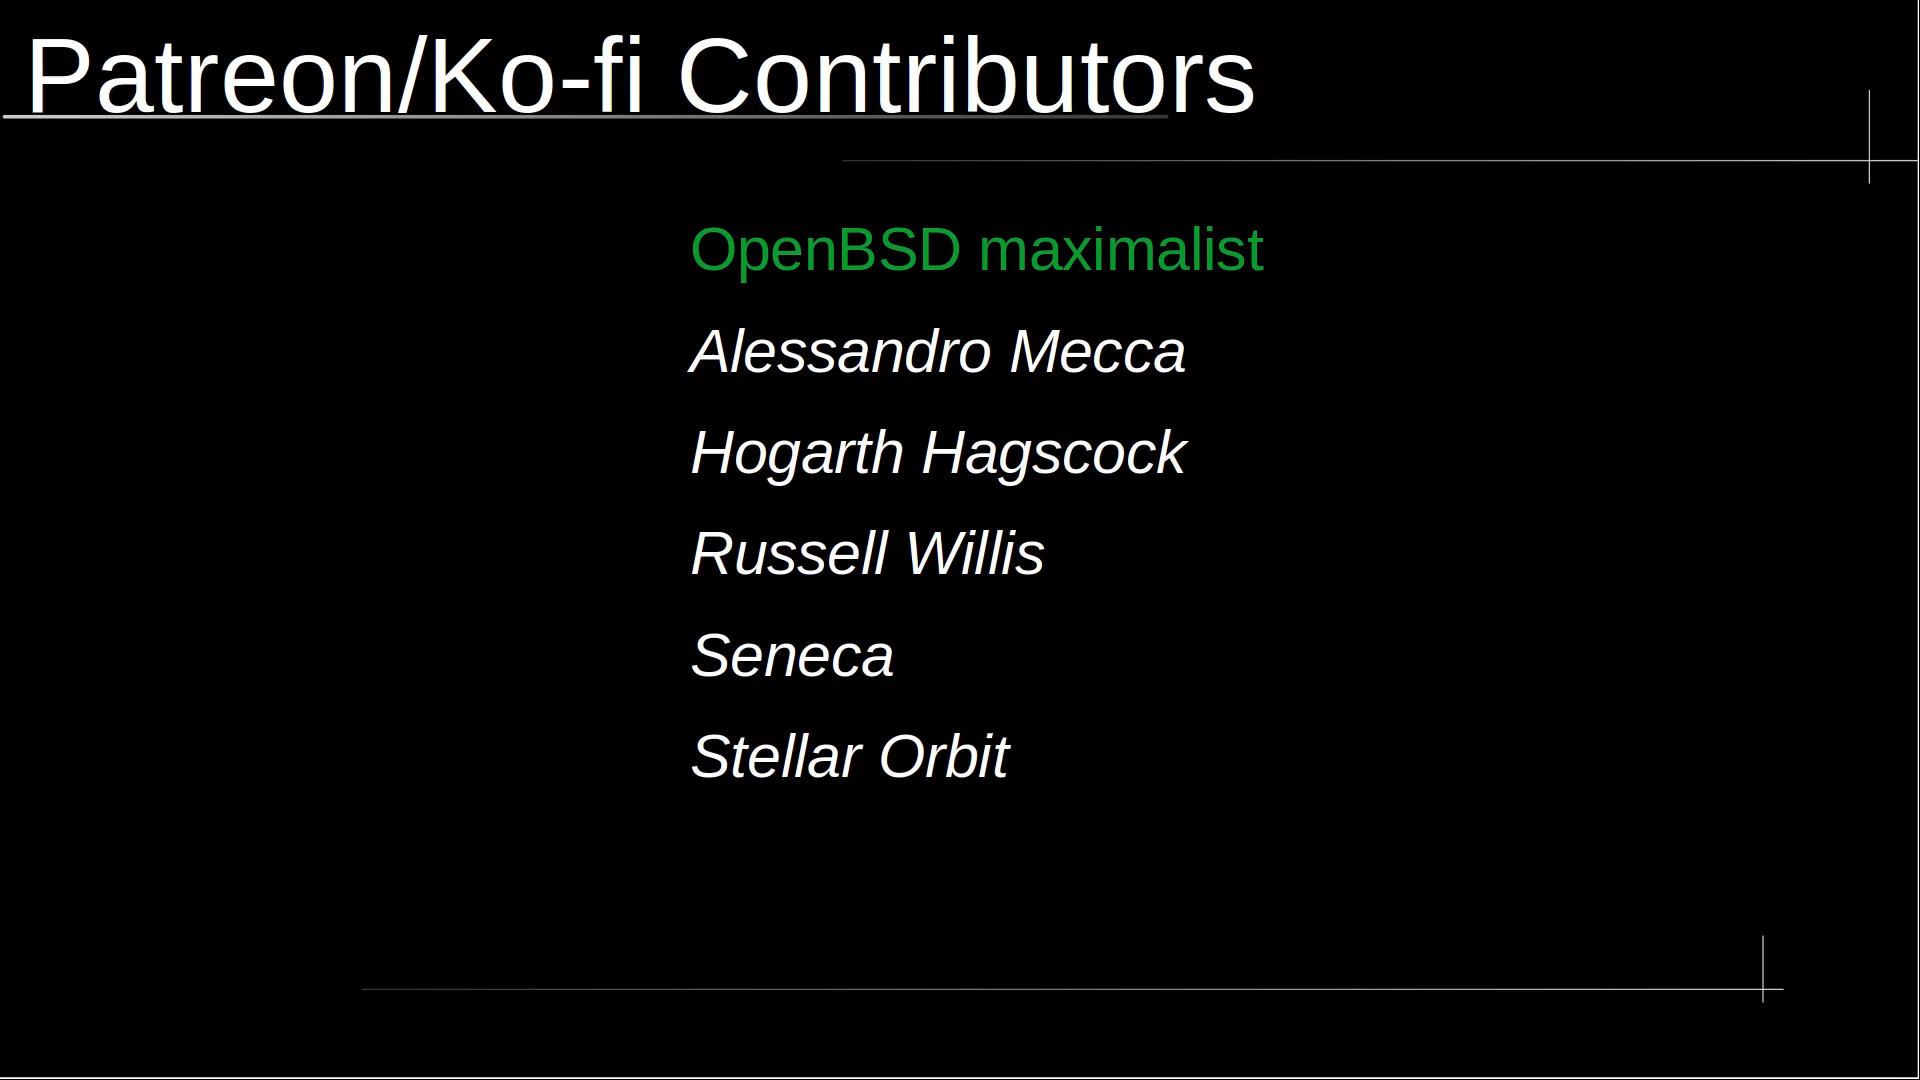 Patreon/Ko-fi Contributors
OpenBSD maximalist
Alessandro Mecca
Hogarth Hagscock
Russell Willis
Seneca
Stellar Orbit